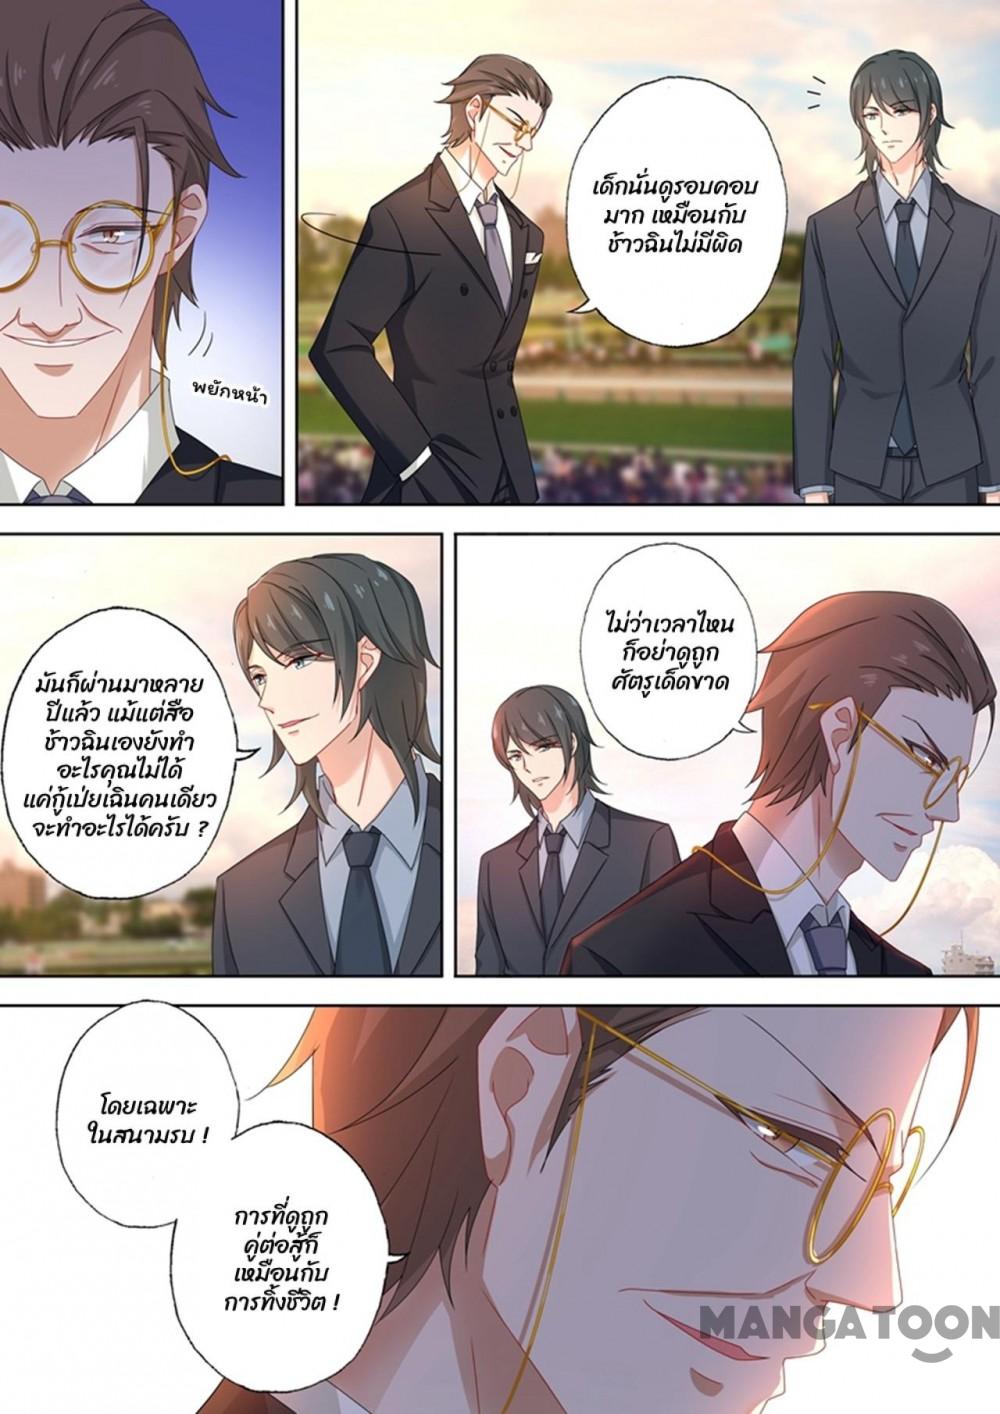 พยักหน้า
เด็กนั่นดูรอบคอบ
มาก เหมือนกับ
ช้าวฉินไม่มีผิด
มันก็ผ่านมาหลาย
ปีแล้ว แม้แต่สือ
ช้าวฉินเองยังทำ
อะไรคุณไม่ได้
แค่กู้เป่ยเฉินคนเดียว
จะทำอะไรได้ครับ ?
ไม่ว่าเวลาไหน
ก็อย่าดูถูก
ศัตรูเด็ดขาด
โดยเฉพาะ
ในสนามรบ !
การที่ดูถูก
คู่ต่อสู้ก็
เหมือนกับ
การทิ้งชีวิต !
MANGATOON